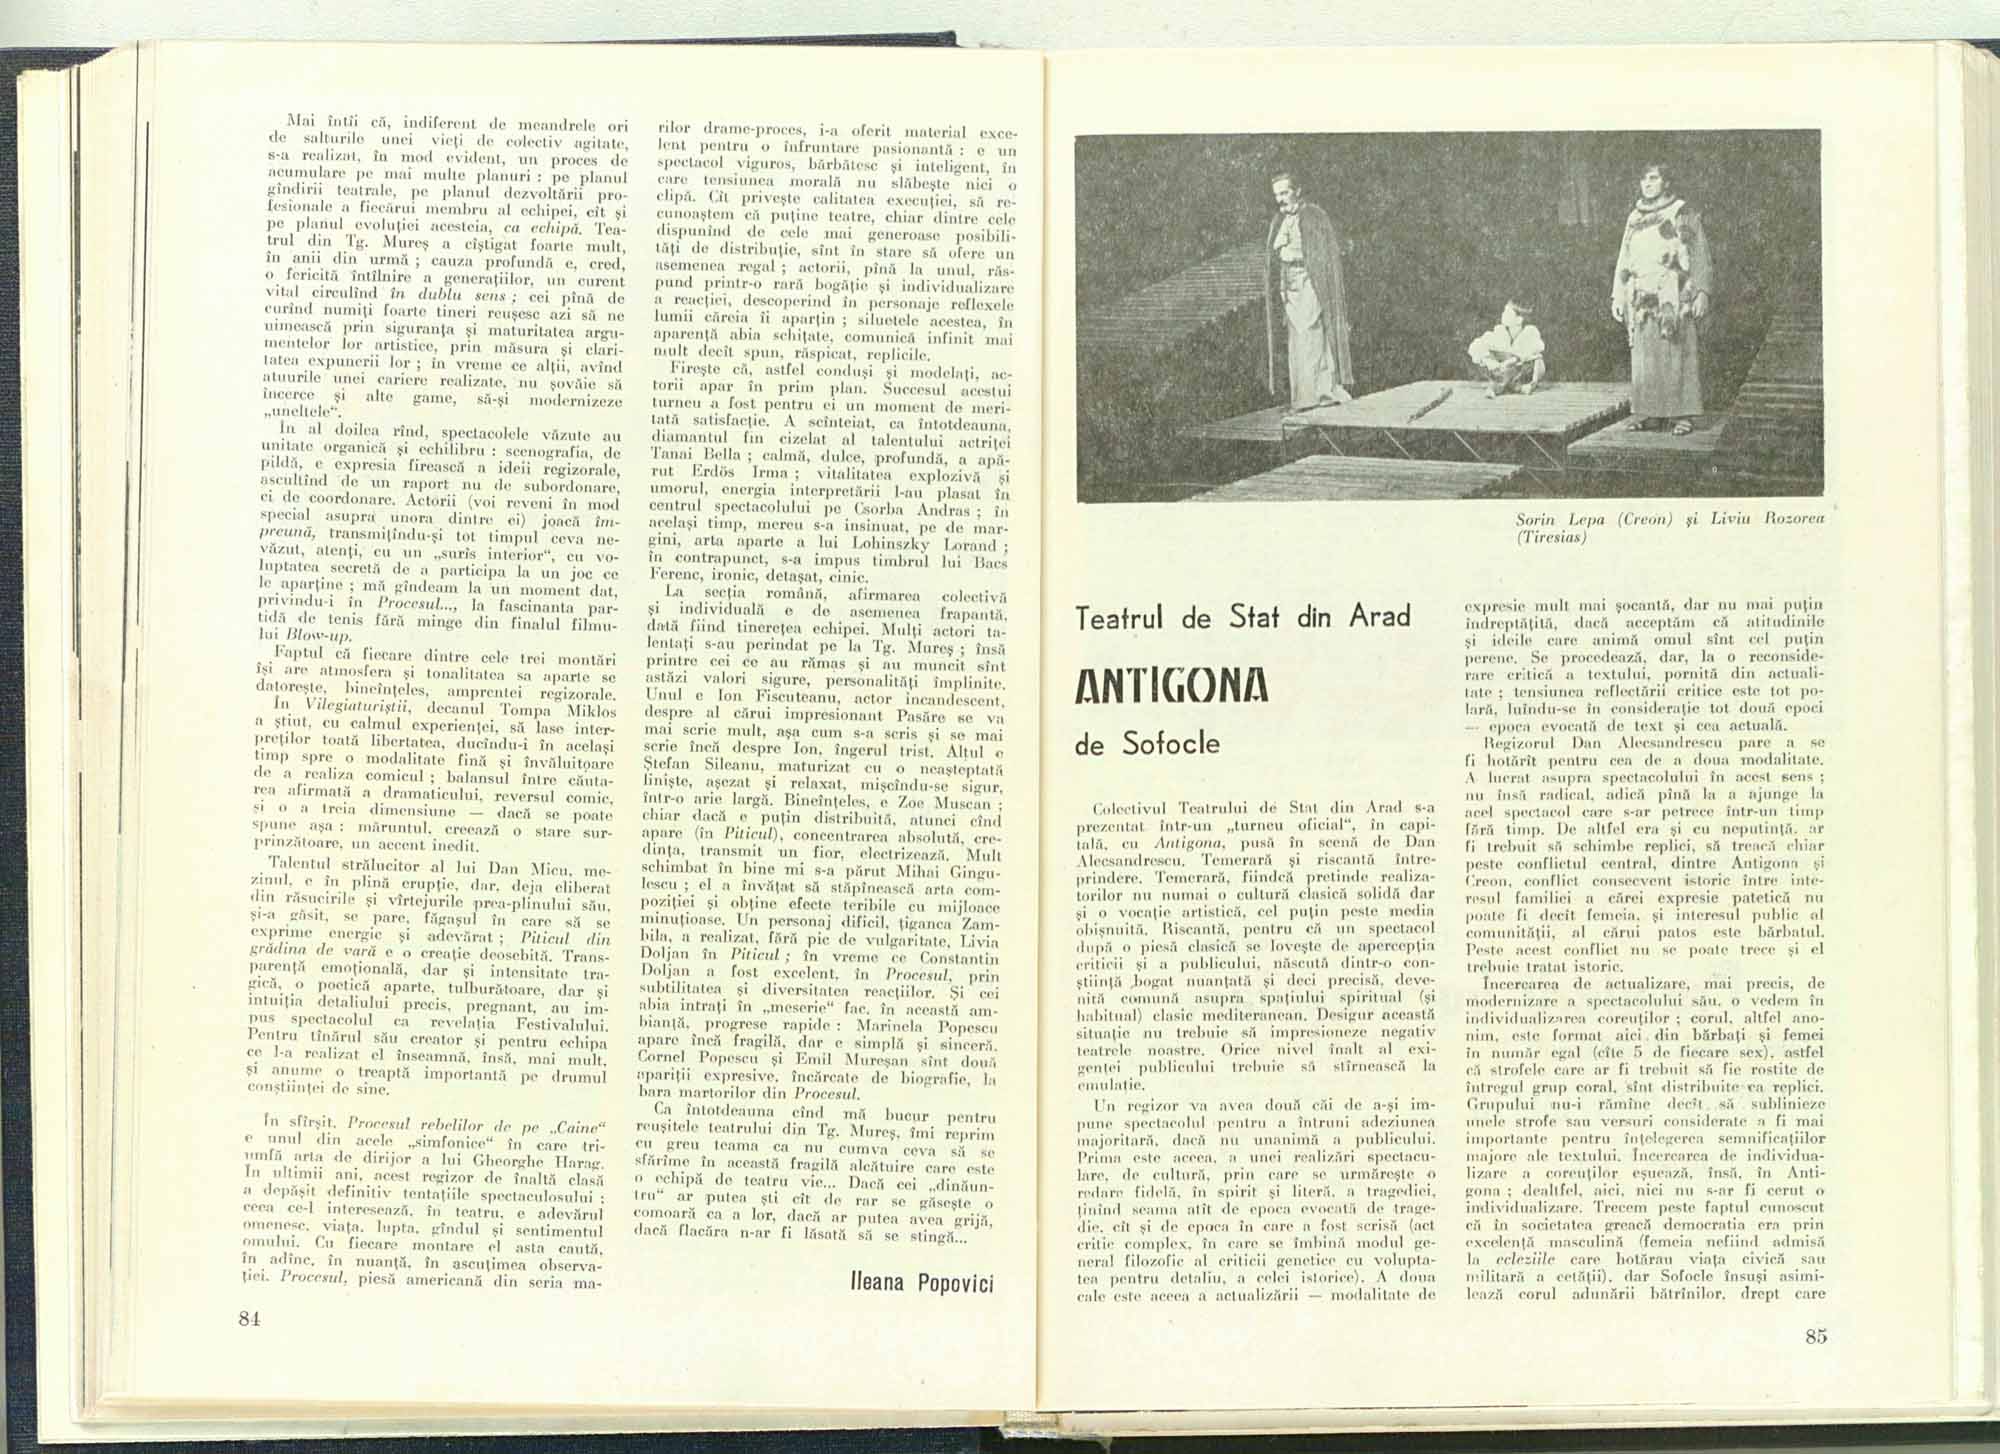 Mai întîi că, indiferent de meandrele ori
de salturile unei vieți de colectiv agitate,
s-a realizat, în mod evident, un proces de
acumulare pe mai multe planuri : pe planul
gîndirii teatrale, pe planul dezvoltării pro-
fesionale a fiecărui membru al echipei, cît și
pe planul evoluției acesteia, ca echipă. Tea-
trul din Tg. Mureș a cîștigat foarte mult,
în anii din urmă ; cauza profundă e, cred,
o fericită întîlnire a generațiilor, un curent
vital circulînd în dublu sens ; cei pînă de
curînd numiți foarte tineri reușesc azi să ne
uimească prin siguranța și maturitatea argu-
mentelor lor artistice, prin măsura și clari-
tatea expunerii lor ; în vreme ce alții, avînd
atuurile unei cariere realizate, nu șovăie să
încerce și alte game, să-și modernizeze
„uneltele“.
In al doilea rînd, spectacolele văzute au
unitate organică și echilibru : scenografia, de
pildă, e expresia firească a ideii regizorale,
ascultînd de un raport nu de subordonare,
ci de coordonare. Actorii (voi reveni în mod
special asupra unora dintre ei) joacă îm-
preună, transmițîndu-și tot timpul ceva ne-
văzut, atenți, cu un „surîs interior“, cu vo-
luptatea secretă de a participa la un joc ce
le aparține ; mă gîndeam la un moment dat,
privindu-i în Procesul..., la fascinanta par-
tidă de tenis fără minge din finalul filmu-
lui Blow-up.
Faptul că fiecare dintre cele trei montări
își are atmosfera și tonalitatea sa aparte se
datorește, bineînțeles, amprentei regizorale.
In Vilegiaturiștii, decanul Tompa Miklos
a știut, cu calmul experienței, să lase inter-
preților toată libertatea, ducîndu-i în același
timp spre o modalitate fină și învăluitoare
de a realiza comicul ; balansul între căuta-
rea afirmată a dramaticului, reversul comic,
și o a treia dimensiune — dacă se poate
spune așa : măruntul, creează o stare sur-
prinzătoare, un accent inedit.
Talentul strălucitor al lui Dan Micu, me-
zinul, e în plină erupție, dar, deja eliberat
din răsucirile și vîrtejurile prea-plinului său,
și-a găsit, se pare, făgașul în care să se
exprime energic și adevărat ; Piticul din
grădina de vară e o creație deosebită. Trans-
parență emoțională, dar și intensitate tra-
gică, o poetică aparte, tulburătoare, dar și
intuiția detaliului precis, pregnant, au im-
pus spectacolul ca revelația Festivalului.
Pentru tînărul său creator și pentru echipa
ce l-a realizat el înseamnă, însă, mai mult,
și anume o treaptă importantă pe drumul
conștiinței de sine.
In sfîrșit, Procesul rebelilor de pe „Caine“
e unul din acele „simfonice“ în care tri-
umfă arta de dirijor a lui Gheorghe Harag.
In ultimii ani, acest regizor de înaltă clasă
a depășit definitiv tentațiile spectaculosului ;
ceea ce-l interesează, în teatru, e adevărul
omenesc, viața, lupta, gîndul și sentimentul
omului. Cu fiecare montare el asta caută,
în adînc, în nuanță, în ascuțimea observa-
ției. Procesul, piesă americană din seria ma-
84
rilor drame-proces, i-a oferit material exce-
lent pentru o înfruntare pasionantă : e un
spectacol viguros, bărbătesc și inteligent, în
care tensiunea morală nu slăbește nici o
clipă. Cît privește calitatea execuției, să re-
cunoaștem că puține teatre, chiar dintre cele
dispunînd de cele mai generoase posibili-
tăți de distribuție, sînt în stare să ofere un
asemenea regal ; actorii, pînă la unul, răs-
pund printr-o rară bogăție și individualizare
a reacției, descoperind în personaje reflexele
lumii căreia îi aparțin ; siluetele acestea, în
aparență abia schițate, comunică infinit mai
mult decît spun, răspicat, replicile.
Firește că, astfel conduși și modelați, ac-
torii apar în prim plan. Succesul acestui
turneu a fost pentru ei un moment de meri-
tată satisfacție. A scînteiat, ca întotdeauna,
diamantul fin cizelat al talentului actriței
Tanai Bella ; calmă, dulce, profundă, a apă-
rut Erdös Irma ; vitalitatea explozivă și
umorul, energia interpretării l-au plasat în
centrul spectacolului pe Csorba Andras ; în
același timp, mereu s-a insinuat, pe de mar-
gini, arta aparte a lui Lohinszky Lorand ;
în contrapunct, s-a impus timbrul lui Bacs
Ferenc, ironic, detașat, cinic.
La secția română, afirmarea colectivă
și individuală e de asemenea frapantă,
dată fiind tinerețea echipei. Mulți actori ta-
lentați s-au perindat pe la Tg. Mureș ; însă
printre cei ce au rămas și au muncit sînt
astăzi valori sigure, personalități împlinite.
Unul e Ion Fiscuteanu, actor incandescent,
despre al cărui impresionant Pasăre se va
mai scrie mult, așa cum s-a scris și se mai
scrie încă despre Ion, îngerul trist. Altul e
Ștefan Sileanu, maturizat cu o neașteptată
liniște, așezat și relaxat, mișcîndu-se sigur,
într-o arie largă. Bineînțeles, e Zoe Muscan ;
chiar dacă e puțin distribuită, atunci cînd
apare (în Piticul), concentrarea absolută, cre-
dința, transmit un fior, electrizează. Mult
schimbat în bine mi s-a părut Mihai Gingu-
lescu ; el a învățat să stăpînească arta com-
poziției și obține efecte teribile cu mijloace
minuțioase. Un personaj dificil, țiganca Zam-
bila, a realizat, fără pic de vulgaritate, Livia
Doljan în Piticul ; în vreme ce Constantin
Doljan a fost excelent, în Procesul, prin
subtilitatea și diversitatea reacțiilor. Și cei
abia intrați în „meserie“ fac, în această am-
bianță, progrese rapide : Marinela Popescu
apare încă fragilă, dar e simplă și sinceră.
Cornel Popescu și Emil Mureșan sînt două
apariții expresive, încărcate de biografie, la
bara martorilor din Procesul.
Ca întotdeauna cînd mă bucur pentru
reușitele teatrului din Tg. Mureș, îmi reprim
cu greu teama ca nu cumva ceva să se
sfărîme în această fragilă alcătuire care este
o echipă de teatru vie... Dacă cei „dinăun-
tru“ ar putea ști cît de rar se găsește o
comoară ca a lor, dacă ar putea avea grijă,
dacă flacăra n-ar fi lăsată să se stingă...
Ileana Popovici
Sorin Lepa (Creon) și Liviu Rozorea
(Tiresias)
Teatrul de Stat din Arad
ANTIGONA
de Sofocle
Colectivul Teatrului de Stat din Arad s-a
prezentat într-un „turneu oficial“, în capi-
tală, cu Antigona, pusă în scenă de Dan
Alecsandrescu. Temerară și riscantă între-
prindere. Temerară, fiindcă pretinde realiza-
torilor nu numai o cultură clasică solidă dar
și o vocație artistică, cel puțin peste media
obișnuită. Riscantă, pentru că un spectacol
după o piesă clasică se lovește de apercepția
criticii și a publicului, născută dintr-o con-
știință bogat nuanțată și deci precisă, deve-
nită comună asupra spațiului spiritual (și
habitual) clasic mediteranean. Desigur această
situație nu trebuie să impresioneze negativ
teatrele noastre. Orice nivel înalt al exi-
genței publicului trebuie să stîrnească la
emulație.
Un regizor va avea două căi de a-și im-
pune spectacolul pentru a întruni adeziunea
majoritară, dacă nu unanimă a publicului.
Prima este aceea, a unei realizări spectacu-
lare, de cultură, prin care se urmărește o
redare fidelă, în spirit și literă, a tragediei,
ținînd seama atît de epoca evocată de trage-
die, cît și de epoca în care a fost scrisă (act
critic complex, în care se îmbină modul ge-
neral filozofic al criticii genetice cu volupta-
tea pentru detaliu, a celei istorice). A doua
cale este aceea a actualizării — modalitate de
expresie mult mai șocantă, dar nu mai puțin
îndreptățită, dacă acceptăm că atitudinile
și ideile care animă omul sînt cel puțin
perene. Se procedează, dar, la o reconside-
rare critică a textului, pornită din actuali-
tate ; tensiunea reflectării critice este tot po-
lară, luîndu-se în considerație tot două epoci
— epoca evocată de text și cea actuală.
Regizorul Dan Alecsandrescu pare a se
fi hotărît pentru cea de a doua modalitate.
A lucrat asupra spectacolului în acest sens ;
nu însă radical, adică pînă la a ajunge la
acel spectacol care s-ar petrece într-un timp
fără timp. De altfel era și cu neputință, ar
fi trebuit să schimbe replici, să treacă chiar
peste conflictul central, dintre Antigona și
Creon, conflict consecvent istoric între inte-
resul familiei a cărei expresie patetică nu
poate fi decît femeia, și interesul public al
comunității, al cărui patos este bărbatul.
Peste acest conflict nu se poate trece și el
trebuie tratat istoric.
Încercarea de actualizare, mai precis, de
modernizare a spectacolului său, o vedem în
individualizarea coreuților ; corul, altfel ano-
nim, este format aici din bărbați și femei
în număr egal (cîte 5 de fiecare sex), astfel
că strofele care ar fi trebuit să fie rostite de
întregul grup coral, sînt distribuite ca replici.
Grupului nu-i rămîne decît să sublinieze
unele strofe sau versuri considerate a fi mai
importante pentru înțelegerea semnificațiilor
majore ale textului. Încercarea de individua-
lizare a coreuților eșuează, însă, în Anti-
gona ; dealtfel, aici, nici nu s-ar fi cerut o
individualizare. Trecem peste faptul cunoscut
că în societatea greacă democratia era prin
excelență masculină (femeia nefiind admisă
la ecleziile care hotărau viața civică sau
militară a cetății), dar Sofocle însuși asimi-
lează corul adunării bătrînilor, drept care
85